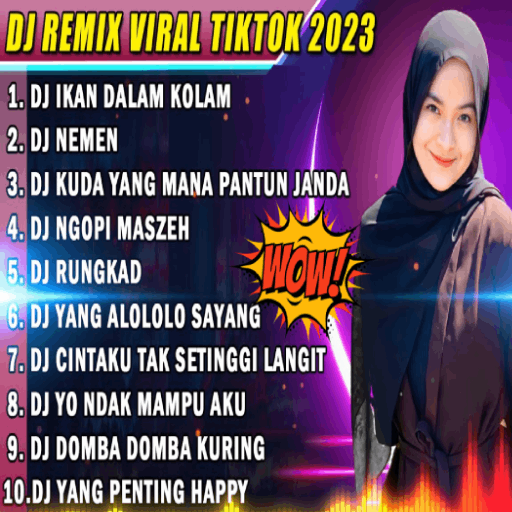 DJ REMIX VIRAL TIKTOK 2023
1. DJ IKAN DALAM KOLAM
2. DJ NEMEN
3. DJ KUDA YANG MANA PANTUN JANDA
4. DJ NGOPI MASZEH
WOW!
5. DJ RUNGKAD
6. DJ YANG ALOLOLO SAYANG
7. DJ CINTAKU TAK SETINGGI LANGIT
8. DJ YO NDAK MAMPU AKU
9. DJ DOMBA DOMBA KURING
10.DJ YANG PENTING HAPPY